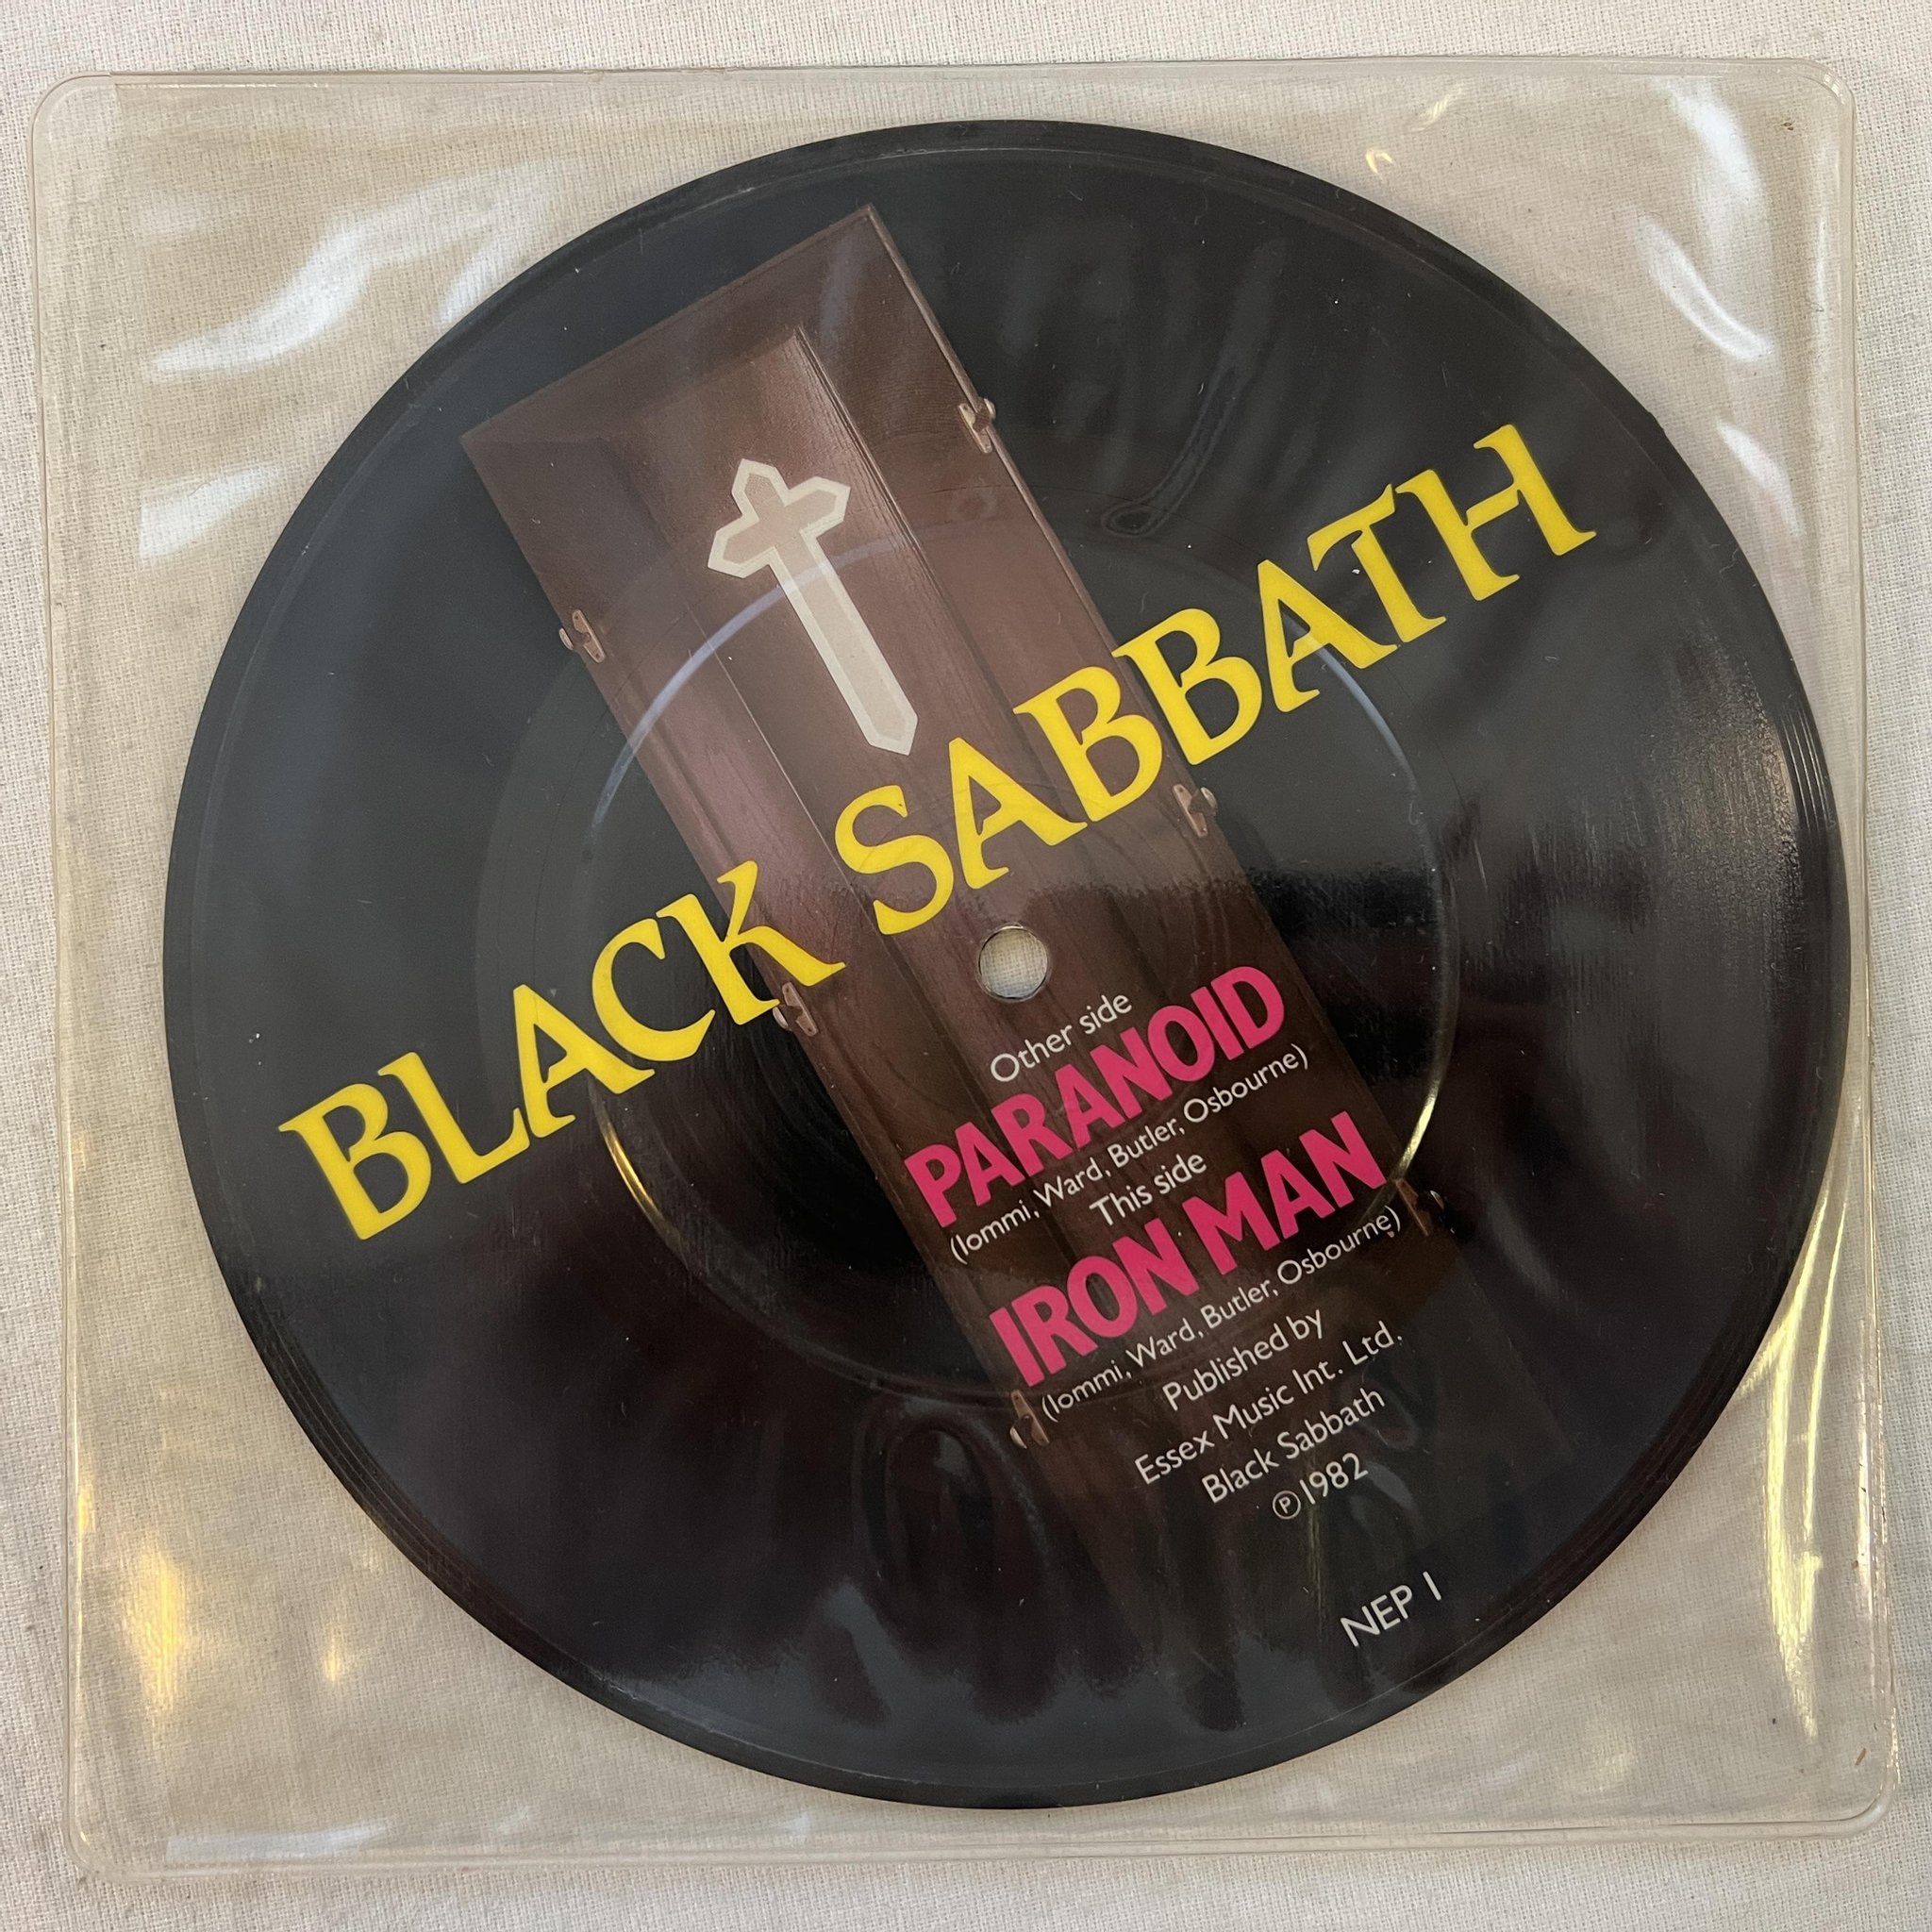 BLACK SABBATH
Other side
PARANOID
(Iommi, Ward, Butler, Osbourne)
This side
IRON MAN
(Iommi, Ward, Butler, Osbourne)
Published by
Essex Music Int. Ltd.
Black Sabbath
℗1982
NEP 1